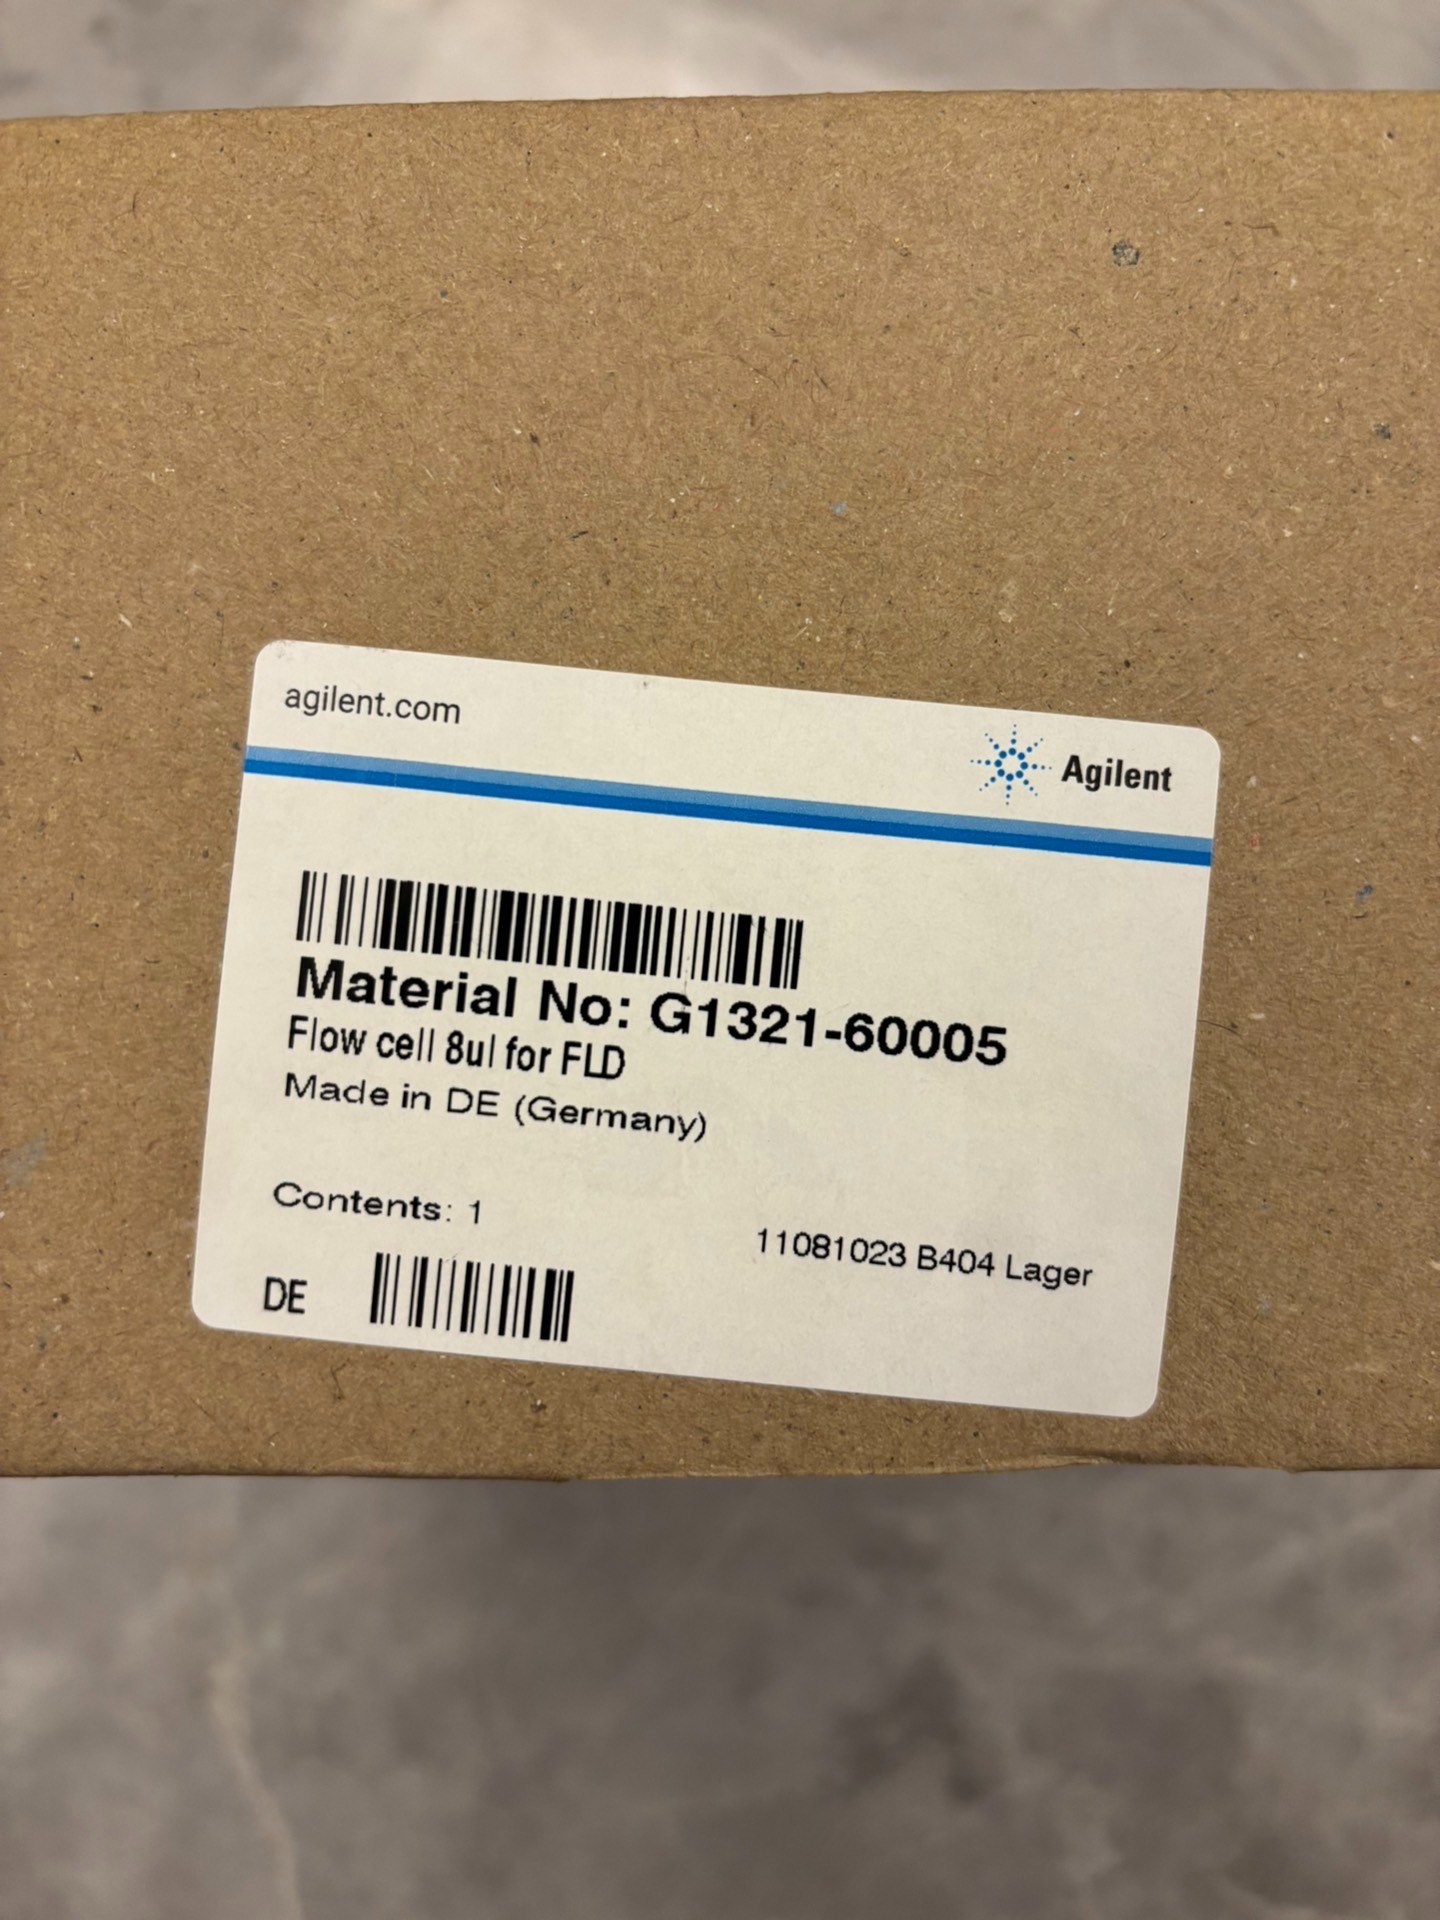 agilent.com
Agilent
Material No: G1321-60005
Flow cell 8ul for FLD
Made in DE (Germany)
Contents: 1
11081023 B404 Lager
DE